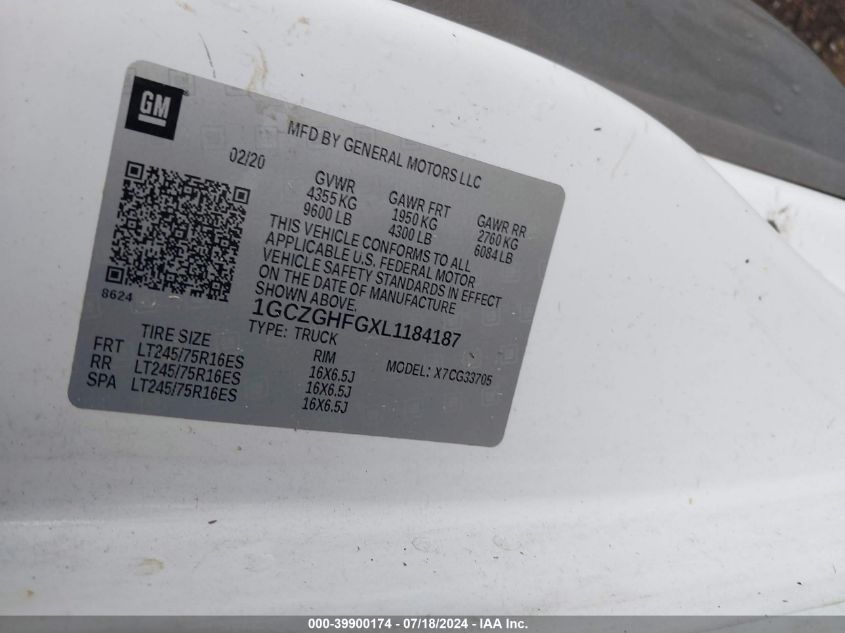 GM
MFD BY GENERAL MOTORS LLC
02/20
GVWR GAWR FRT GAWR RR
4355 KG 1950 KG 2760 KG
9600 LB 4300 LB 6084 LB
THIS VEHICLE CONFORMS TO ALL
APPLICABLE U.S. FEDERAL MOTOR
VEHICLE SAFETY STANDARDS IN EFFECT
ON THE DATE OF MANUFACTURE
SHOWN ABOVE.
8624
1GCZGHFGXL1184187
TYPE: TRUCK
MODEL: X7CG33705
TIRE SIZE RIM
FRT LT245/75R16ES 16X6.5J
RR LT245/75R16ES 16X6.5J
SPA LT245/75R16ES 16X6.5J
000-39900174 - 07/18/2024 - IAA Inc.